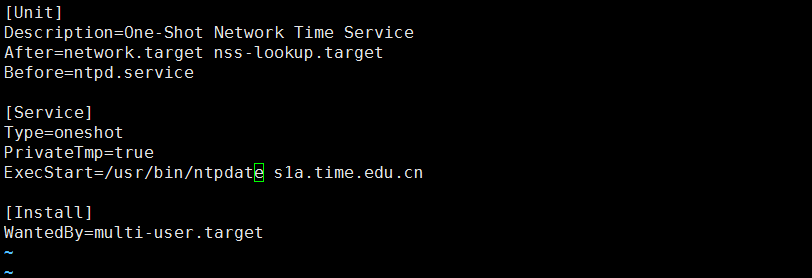 [Unit]
Description=One-Shot Network Time Service
After=network.target nss-lookup.target
Before=ntpd.service
[Service]
Type=oneshot
PrivateTmp=true
ExecStart=/usr/bin/ntpdate s1a.time.edu.cn
[Install]
WantedBy=multi-user.target
~
~